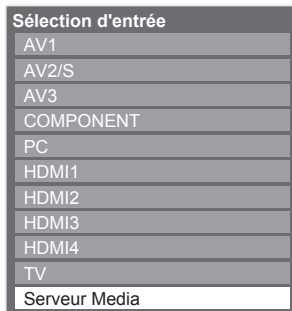 Sélection d'entrée
AV1
AV2/S
AV3
COMPONENT
PC
HDMI1
HDMI2
HDMI3
HDMI4
TV
Serveur Media